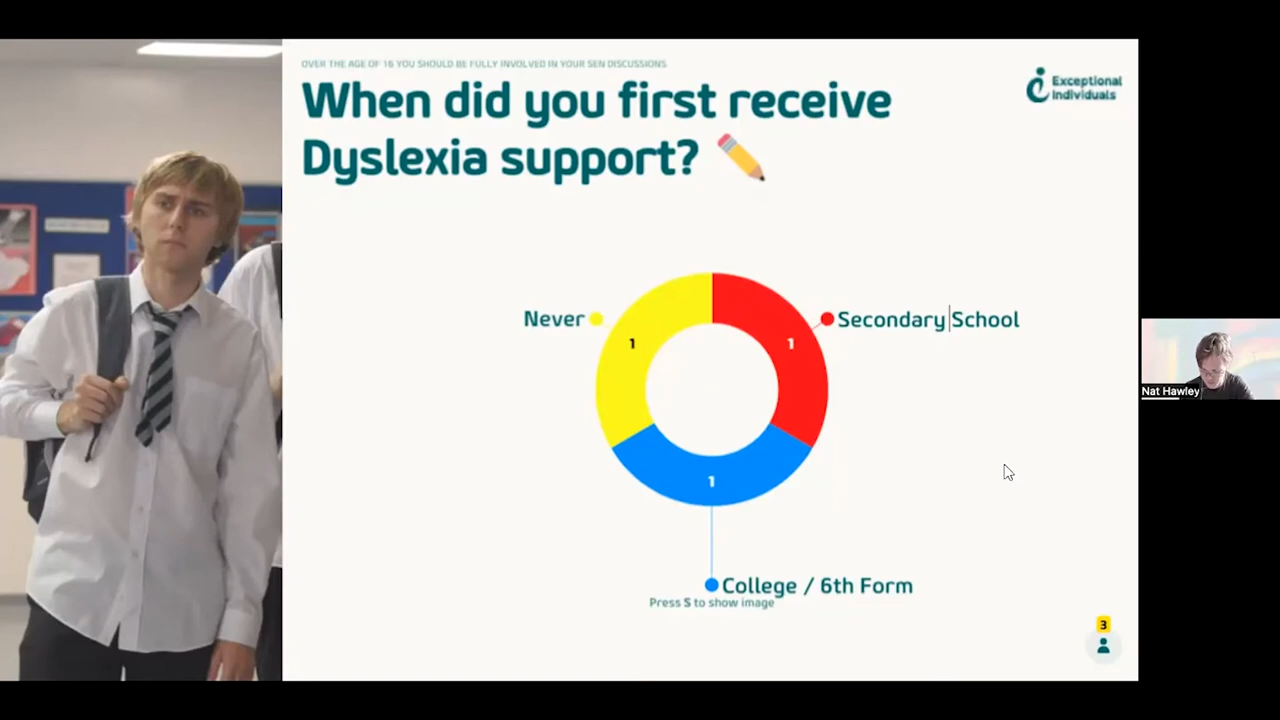 OVER THE AGE OF 16 YOU SHOULD BE FULLY INVOLVED IN YOUR SEN DISCUSSIONS
When did you first receive
Dyslexia support?
Exceptional
Individuals
Never
Secondary School
1
1
1
College / 6th Form
Press S to show image
3
Nat Hawley